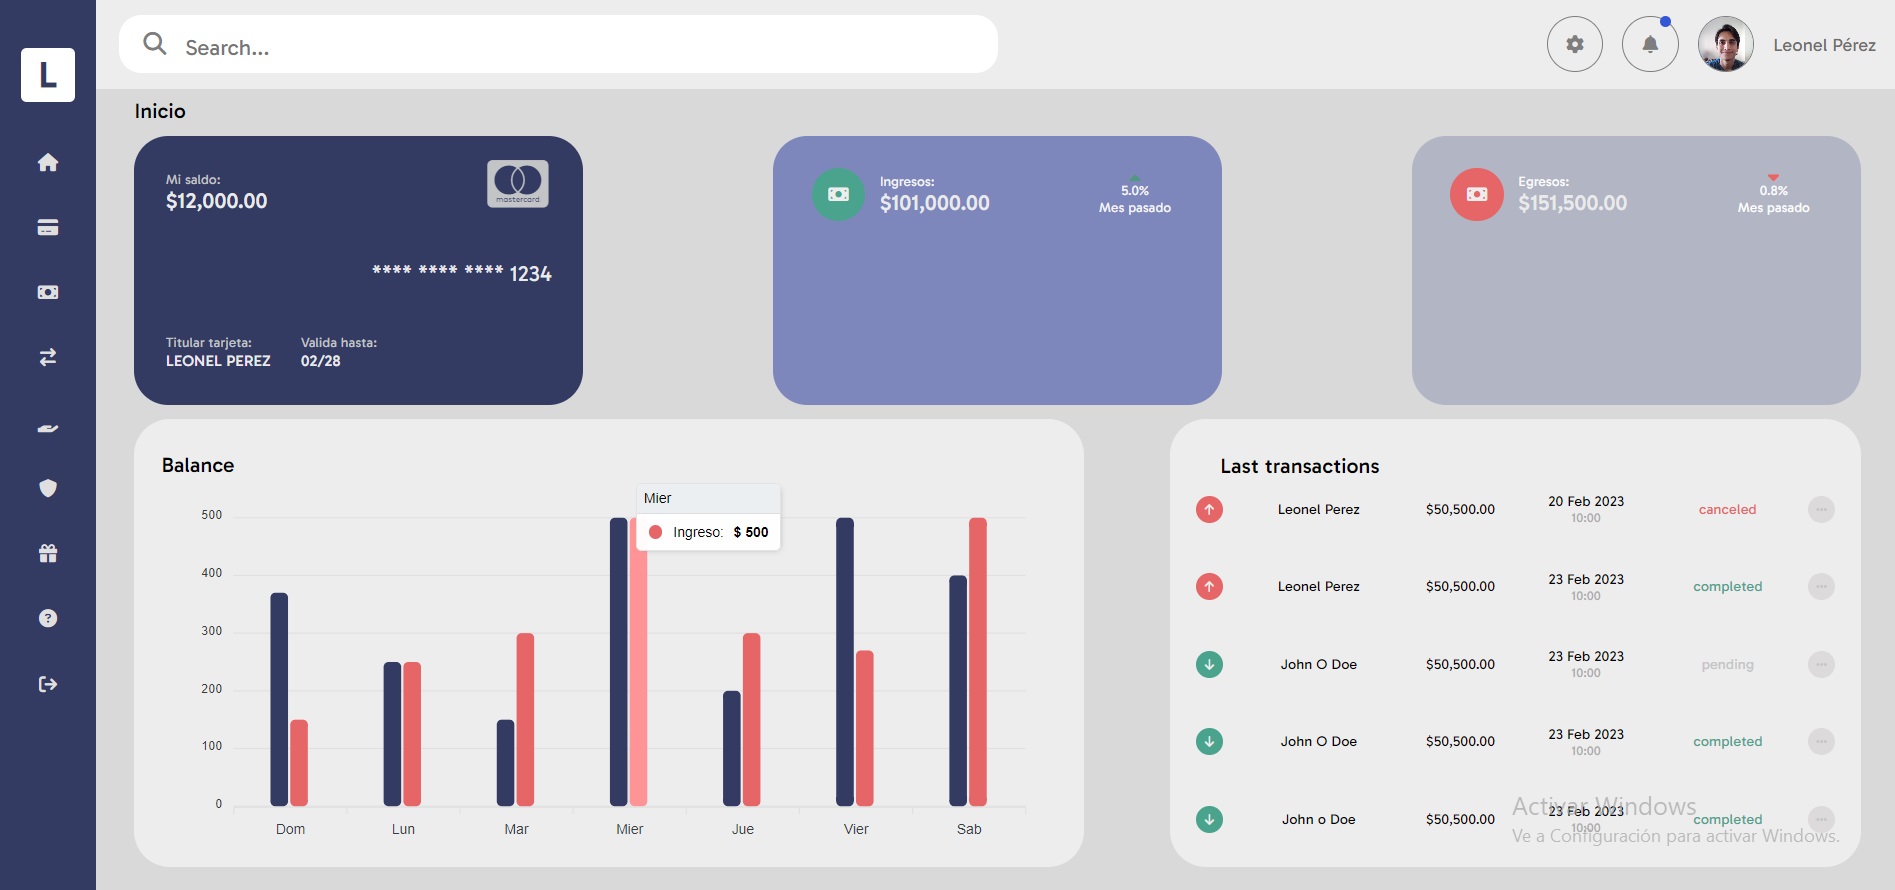 L
Search...
Leonel Pérez
Inicio
Mi saldo:
$12,000.00
mastercard
**** **** **** 1234
Titular tarjeta:
LEONEL PEREZ
Valida hasta:
02/28
Ingresos:
$101,000.00
5.0%
Mes pasado
Egresos:
$151,500.00
0.8%
Mes pasado
Balance
500
400
300
200
100
0
Dom Lun Mar Mier Jue Vier Sab
Mier
Ingreso: $ 500
Last transactions
Leonel Perez $50,500.00 20 Feb 2023 canceled
10:00
Leonel Perez $50,500.00 23 Feb 2023 completed
10:00
John O Doe $50,500.00 23 Feb 2023 pending
10:00
John O Doe $50,500.00 23 Feb 2023 completed
10:00
John o Doe $50,500.00 23 Feb 2023 completed
10:00
Activar Windows
Ve a Configuración para activar Windows.